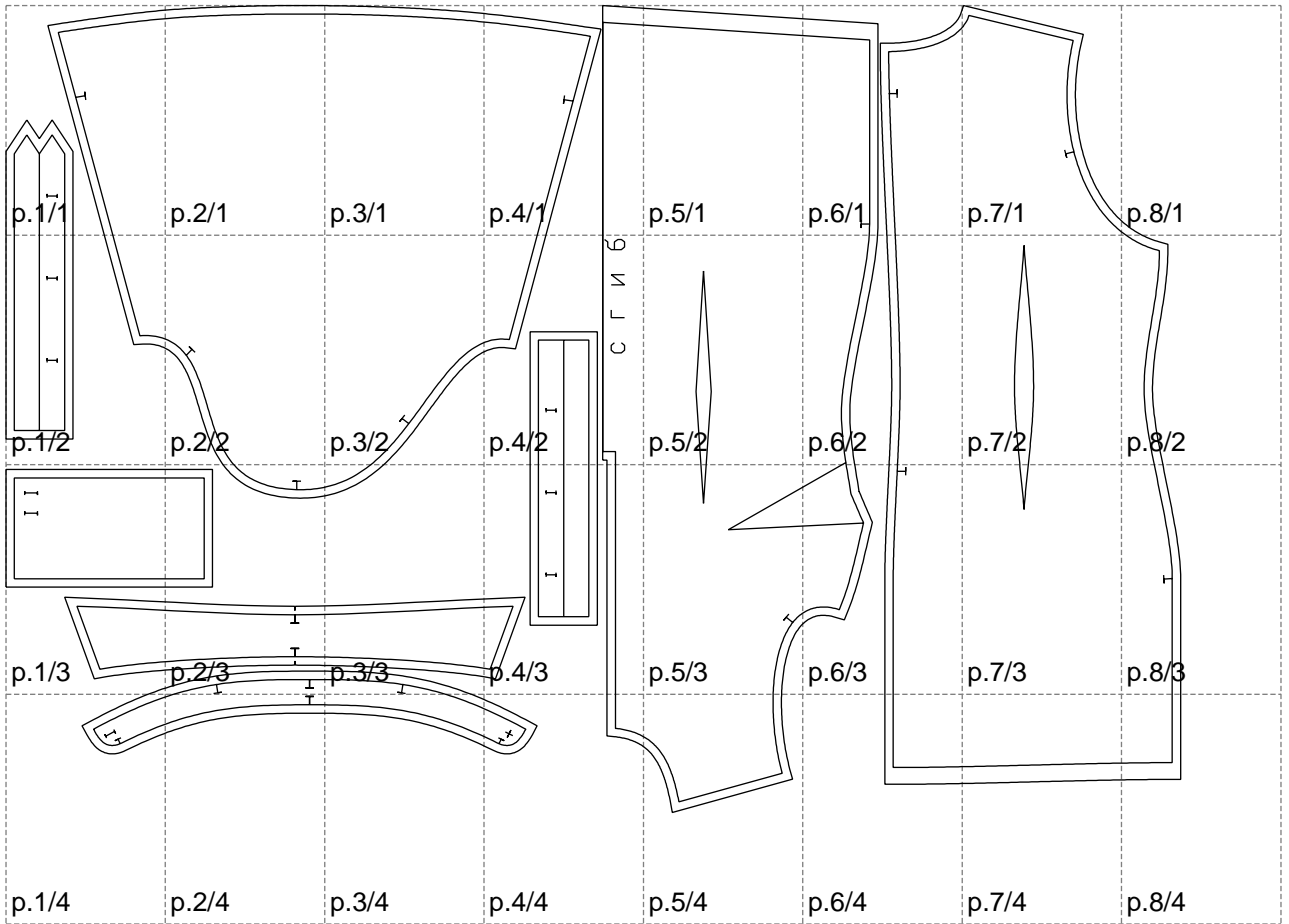 p.1/1 p.2/1 p.3/1 p.4/1 p.5/1 p.6/1 p.7/1 p.8/1
сгиб
p.1/2 p.2/2 p.3/2 p.4/2 p.5/2 p.6/2 p.7/2 p.8/2
p.1/3 p.2/3 p.3/3 p.4/3 p.5/3 p.6/3 p.7/3 p.8/3
p.1/4 p.2/4 p.3/4 p.4/4 p.5/4 p.6/4 p.7/4 p.8/4